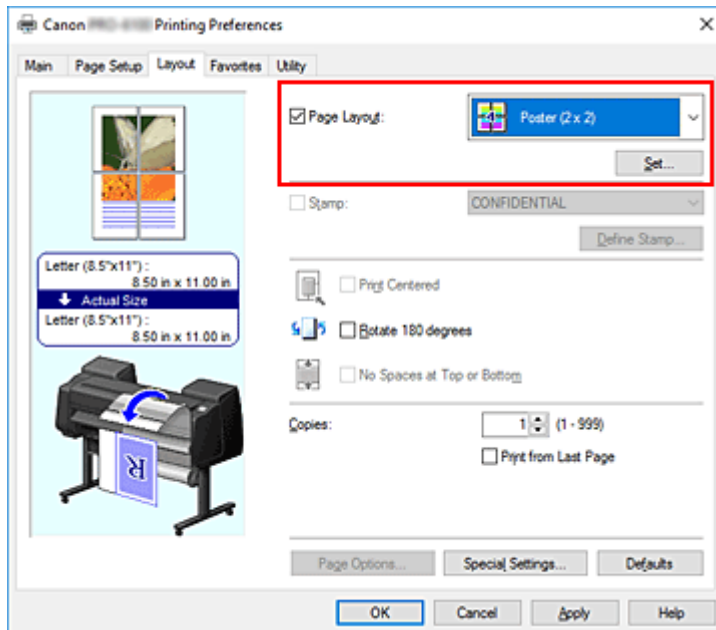 Canon Printing Preferences
Main Page Setup Layout Favorites Utility
Page Layout: 4 Poster (2 x 2)
Set...
Stamp: CONFIDENTIAL
Define Stamp...
Letter (8.5"x11") :
8.50 in x 11.00 in
Actual Size
Letter (8.5"x11") :
8.50 in x 11.00 in
Print Centered
Rotate 180 degrees
No Spaces at Top or Bottom
Copies: 1 (1 - 999)
Print from Last Page
R
Page Options... Special Settings... Defaults
OK Cancel Apply Help